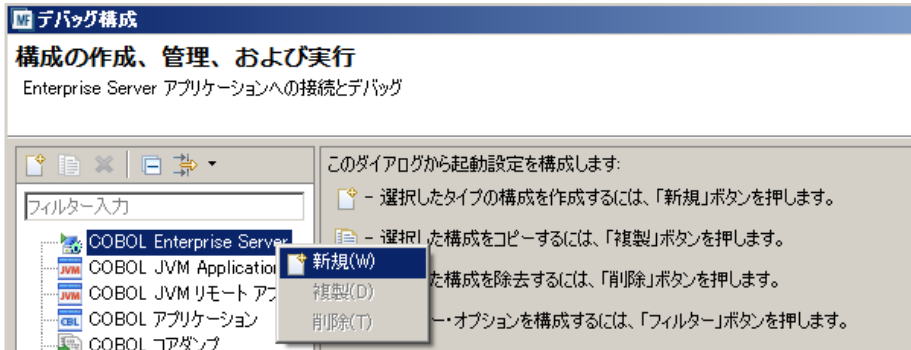 MF デバッグ構成
構成の作成、管理、および実行
Enterprise Server アプリケーションへの接続とデバッグ
このダイアログから起動設定を構成します:
フィルター入力
- 選択したタイプの構成を作成するには、「新規」ボタンを押します。
COBOL Enterprise Server
- 選択した構成をコピーするには、「複製」ボタンを押します。
新規(W)
JVM COBOL JVM Application
た構成を除去するには、「削除」ボタンを押します。
JVM COBOL JVM リモート ア
複製(D)
CBL COBOL アプリケーション
削除(T)
ー・オプションを構成するには、「フィルター」ボタンを押します。
COBOL コアダンプ